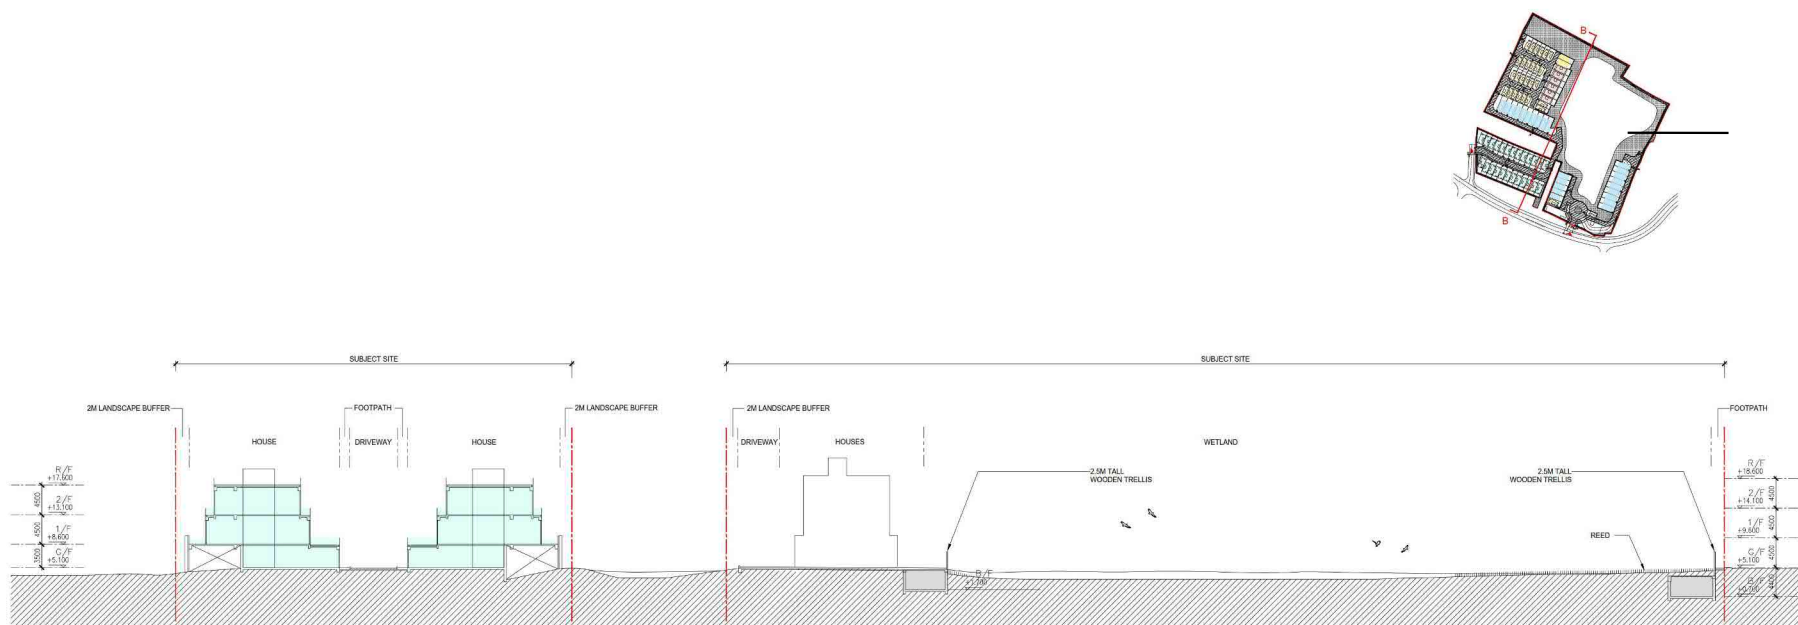 B
B
SUBJECT SITE
SUBJECT SITE
2M LANDSCAPE BUFFER
FOOTPATH
2M LANDSCAPE BUFFER
2M LANDSCAPE BUFFER
FOOTPATH
HOUSE
DRIVEWAY
HOUSE
DRIVEWAY
HOUSES
WETLAND
R/F
+17,600
4500
2/F
+13,100
4500
1/F
+8,600
3500
G/F
+5,100
2.5M TALL
WOODEN TRELLIS
2.5M TALL
WOODEN TRELLIS
REED
B/F
R/F
+18,600
4500
2/F
+14,100
4500
1/F
+9,600
4500
G/F
+5,100
4400
B/F
+0,700